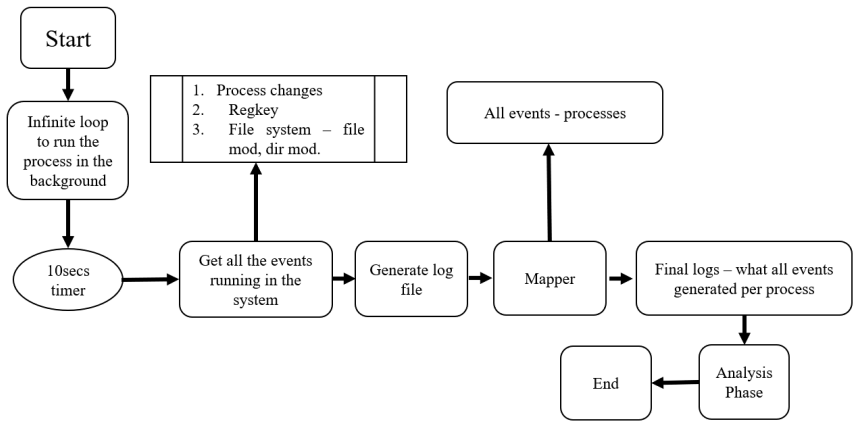 Start
Infinite loop
to run the
process in the
background
10secs
timer
1. Process changes
2. Regkey
3. File system – file
mod, dir mod.
Get all the events
running in the
system
Generate log
file
All events - processes
Mapper
Final logs – what all events
generated per process
Analysis
Phase
End